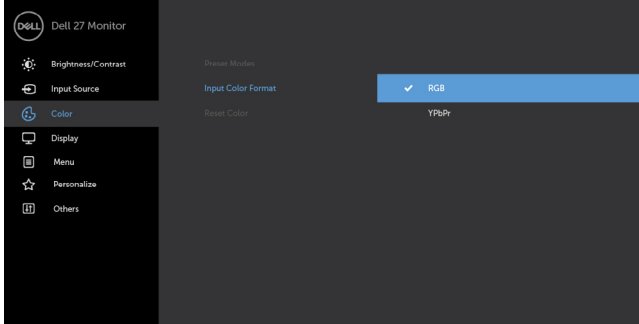 DELL Dell 27 Monitor
Brightness/Contrast
Preset Modes
Input Source
Input Color Format
RGB
Color
Reset Color
YPbPr
Display
Menu
Personalize
Others